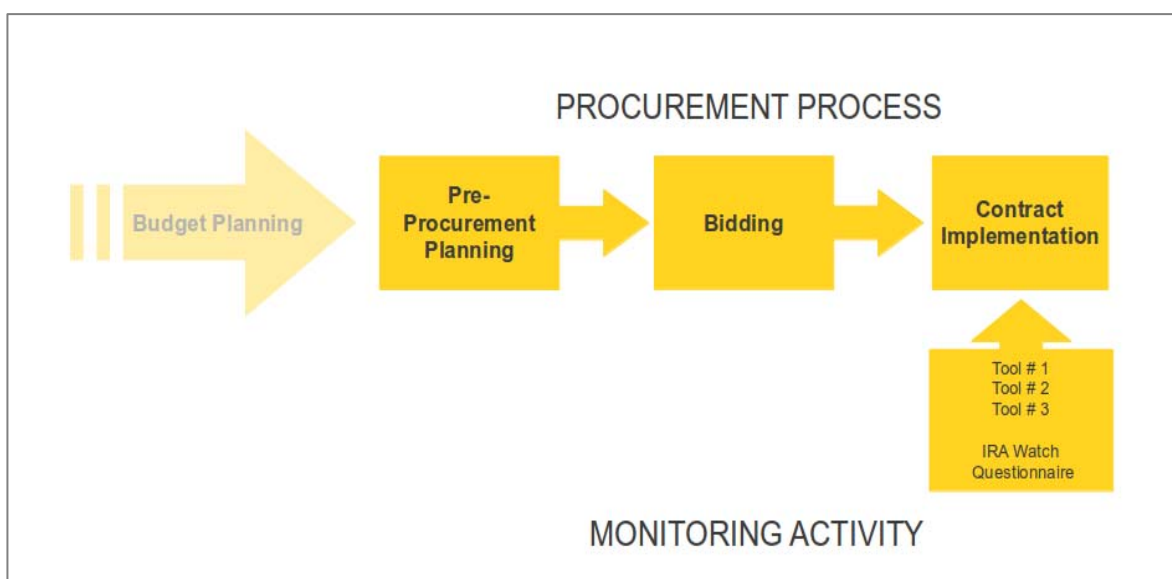 PROCUREMENT PROCESS
Budget Planning
Pre-
Procurement
Planning
Bidding
Contract
Implementation
Tool # 1
Tool # 2
Tool # 3
IRA Watch
Questionnaire
MONITORING ACTIVITY